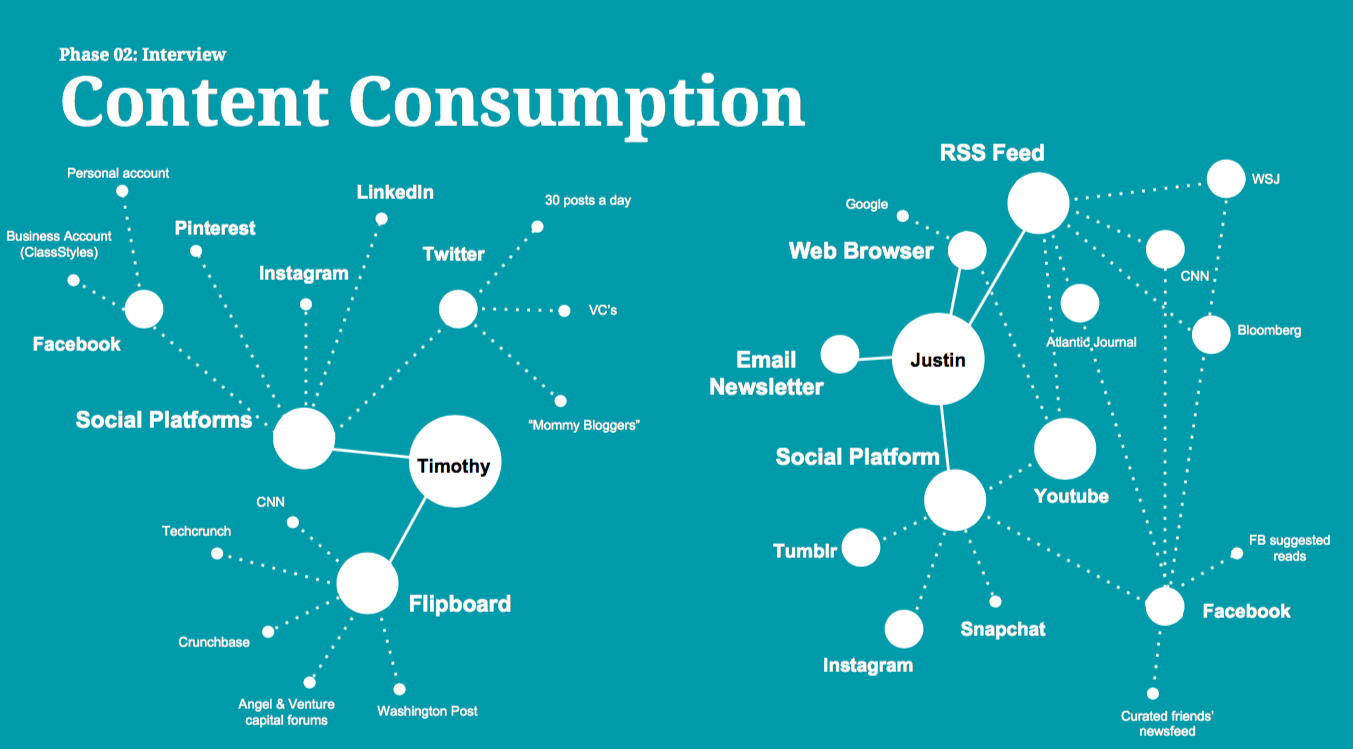 Phase 02: Interview
Content Consumption
Personal account
Business Account
(ClassStyles)
Pinterest
LinkedIn
Instagram
Twitter
30 posts a day
VC's
Facebook
Social Platforms
"Mommy Bloggers"
Timothy
CNN
Techcrunch
Flipboard
Crunchbase
Angel & Venture
capital forums
Washington Post
RSS Feed
WSJ
Google
Web Browser
CNN
Atlantic Journal
Bloomberg
Email
Newsletter
Justin
Social Platform
Youtube
Tumblr
FB suggested
reads
Snapchat
Facebook
Instagram
Curated friends'
newsfeed